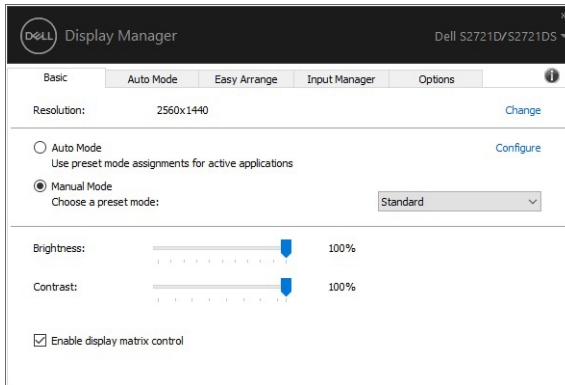 DELL Display Manager
Dell S2721D/S2721DS
Basic Auto Mode Easy Arrange Input Manager Options
Resolution: 2560x1440 Change
Auto Mode Configure
Use preset mode assignments for active applications
Manual Mode
Choose a preset mode: Standard
Brightness: 100%
Contrast: 100%
Enable display matrix control